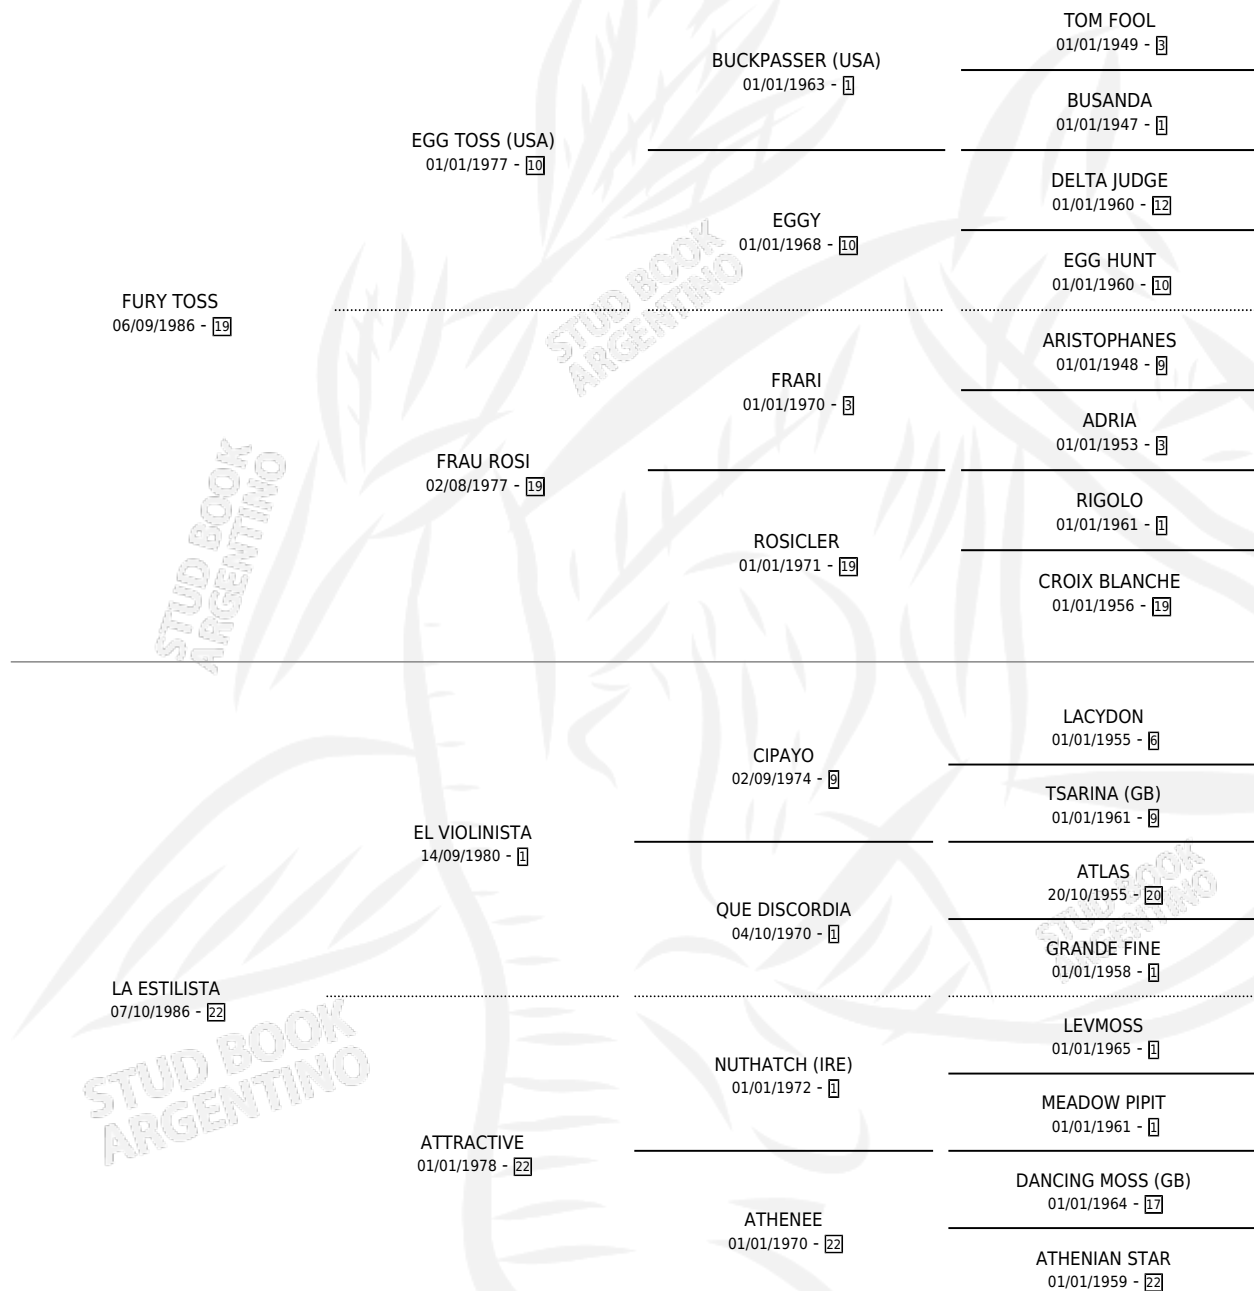 FURY TOSS
06/09/1986 - 19
EGG TOSS (USA)
01/01/1977 - 10
BUCKPASSER (USA)
01/01/1963 - 1
TOM FOOL
01/01/1949 - 3
BUSANDA
01/01/1947 - 1
EGGY
01/01/1968 - 10
DELTA JUDGE
01/01/1960 - 12
EGG HUNT
01/01/1960 - 10
FRAU ROSI
02/08/1977 - 19
FRARI
01/01/1970 - 3
ARISTOPHANES
01/01/1948 - 9
ADRIA
01/01/1953 - 3
ROSICLER
01/01/1971 - 19
RIGOLO
01/01/1961 - 1
CROIX BLANCHE
01/01/1956 - 19
LA ESTILISTA
07/10/1986 - 22
EL VIOLINISTA
14/09/1980 - 1
CIPAYO
02/09/1974 - 9
LACYDON
01/01/1955 - 6
TSARINA (GB)
01/01/1961 - 9
QUE DISCORDIA
04/10/1970 - 1
ATLAS
20/10/1955 - 20
GRANDE FINE
01/01/1958 - 1
ATTRACTIVE
01/01/1978 - 22
NUTHATCH (IRE)
01/01/1972 - 1
LEVMOSS
01/01/1965 - 1
MEADOW PIPIT
01/01/1961 - 1
ATHENEE
01/01/1970 - 22
DANCING MOSS (GB)
01/01/1964 - 17
ATHENIAN STAR
01/01/1959 - 22
STUD BOOK
ARGENTINO
STUD BOOK
ARGENTINO
STUD BOOK
ARGENTINO
STUD BOOK
ARGENTINO